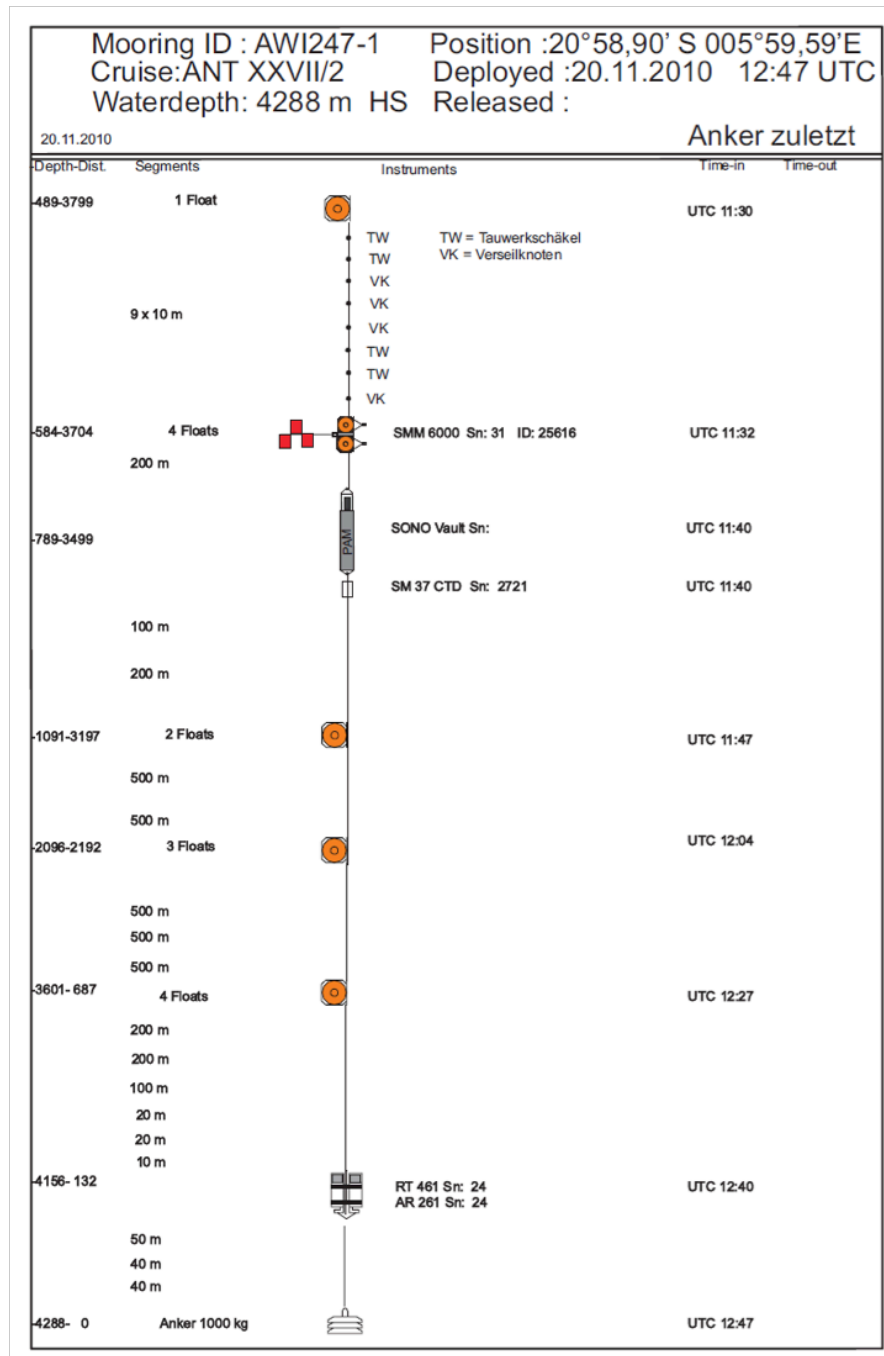 Mooring ID : AWI247-1 Position :20°58,90' S 005°59,59'E
Cruise:ANT XXVII/2 Deployed :20.11.2010 12:47 UTC
Waterdepth: 4288 m HS Released :
20.11.2010 Anker zuletzt
-Depth-Dist. Segments Instruments Time-in Time-out
-489-3799 1 Float UTC 11:30
TW TW = Tauwerkschäkel
TW VK = Verseilknoten
VK
VK
9 x 10 m
VK
TW
TW
VK
-584-3704 4 Floats SMM 6000 Sn: 31 ID: 25616 UTC 11:32
200 m
-789-3499 PAM SONO Vault Sn: UTC 11:40
SM 37 CTD Sn: 2721 UTC 11:40
100 m
200 m
-1091-3197 2 Floats UTC 11:47
500 m
500 m
-2096-2192 3 Floats UTC 12:04
500 m
500 m
500 m
-3601- 687 4 Floats UTC 12:27
200 m
200 m
100 m
20 m
20 m
10 m
-4156- 132 RT 461 Sn: 24 UTC 12:40
AR 261 Sn: 24
50 m
40 m
40 m
-4288- 0 Anker 1000 kg UTC 12:47